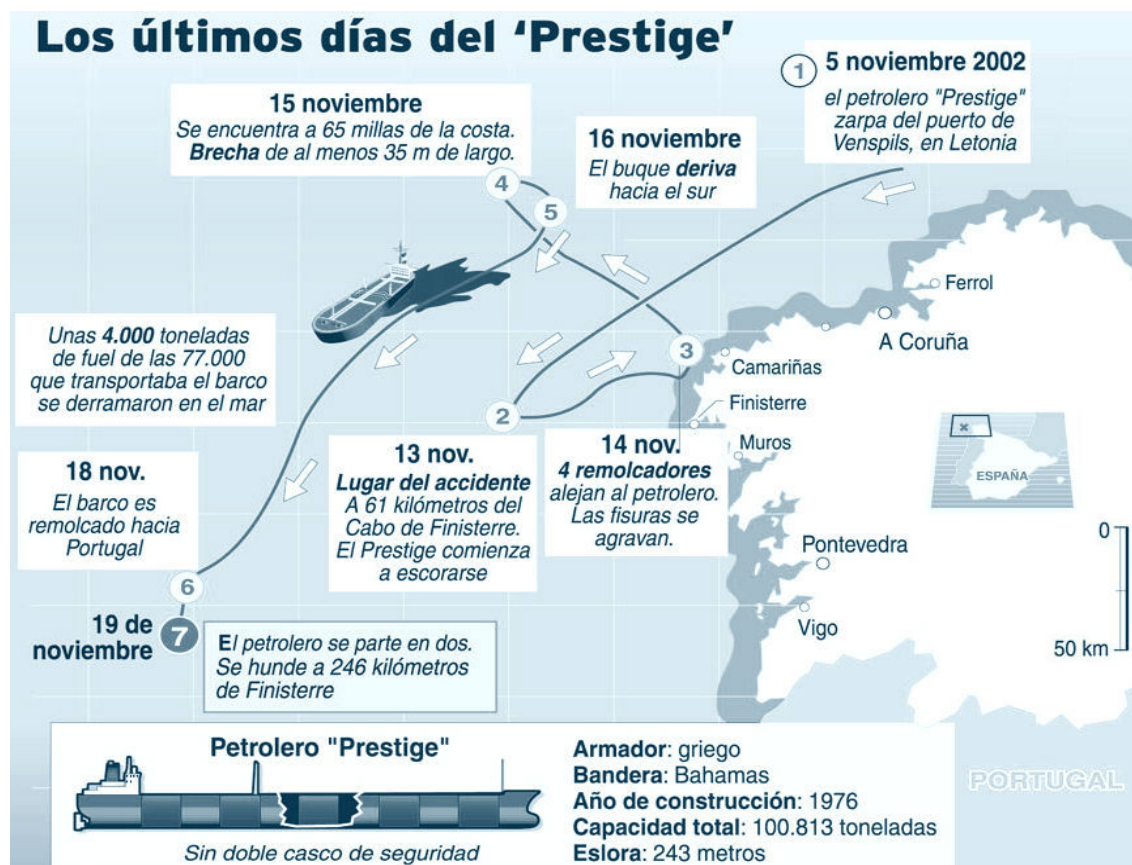 Los últimos días del ‘Prestige’
1
5 noviembre 2002
el petrolero "Prestige"
zarpa del puerto de
Venspils, en Letonia
15 noviembre
Se encuentra a 65 millas de la costa.
Brecha de al menos 35 m de largo.
16 noviembre
El buque deriva
hacia el sur
4
5
Ferrol
A Coruña
3
Camariñas
Finisterre
Muros
Unas 4.000 toneladas
de fuel de las 77.000
que transportaba el barco
se derramaron en el mar
2
13 nov.
Lugar del accidente
A 61 kilómetros del
Cabo de Finisterre.
El Prestige comienza
a escorarse
14 nov.
4 remolcadores
alejan al petrolero.
Las fisuras se
agravan.
ESPAÑA
18 nov.
El barco es
remolcado hacia
Portugal
6
Pontevedra
Vigo
0
50 km
19 de
noviembre
7
El petrolero se parte en dos.
Se hunde a 246 kilómetros
de Finisterre
PORTUGAL
Petrolero "Prestige"
Sin doble casco de seguridad
Armador: griego
Bandera: Bahamas
Año de construcción: 1976
Capacidad total: 100.813 toneladas
Eslora: 243 metros